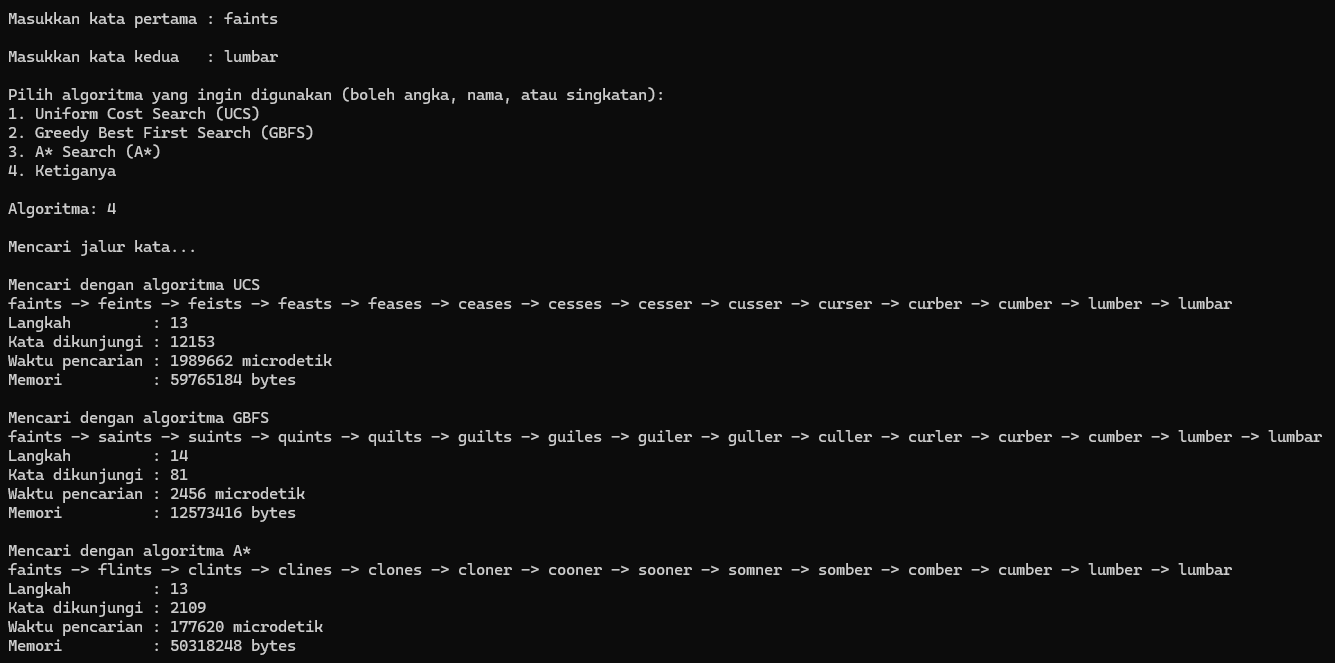 Masukkan kata pertama : faints
Masukkan kata kedua   : lumbar
Pilih algoritma yang ingin digunakan (boleh angka, nama, atau singkatan):
1. Uniform Cost Search (UCS)
2. Greedy Best First Search (GBFS)
3. A* Search (A*)
4. Ketiganya
Algoritma: 4
Mencari jalur kata...
Mencari dengan algoritma UCS
faints -> feints -> feists -> feasts -> feases -> ceases -> cesses -> cesser -> cusser -> curser -> curber -> cumber -> lumber -> lumbar
Langkah         : 13
Kata dikunjungi : 12153
Waktu pencarian : 1989662 microdetik
Memori          : 59765184 bytes
Mencari dengan algoritma GBFS
faints -> saints -> suints -> quints -> quilts -> guilts -> guiles -> guiler -> guller -> culler -> curler -> curber -> cumber -> lumber -> lumbar
Langkah         : 14
Kata dikunjungi : 81
Waktu pencarian : 2456 microdetik
Memori          : 12573416 bytes
Mencari dengan algoritma A*
faints -> flints -> clints -> clines -> clones -> cloner -> cooner -> sooner -> somner -> somber -> comber -> cumber -> lumber -> lumbar
Langkah         : 13
Kata dikunjungi : 2109
Waktu pencarian : 177620 microdetik
Memori          : 50318248 bytes